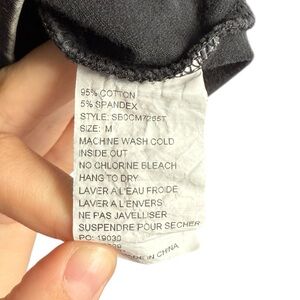 95% COTTON
5% SPANDEX
STYLE: SB0CM7265T
SIZE: M
MACHINE WASH COLD
INSIDE OUT
NO CHLORINE BLEACH
HANG TO DRY
LAVER A L'EAU FROIDE
LAVER A L'ENVERS
NE PAS JAVELLISER
SUSPENDRE POUR SECHER
PO: 19030
IN CHINA